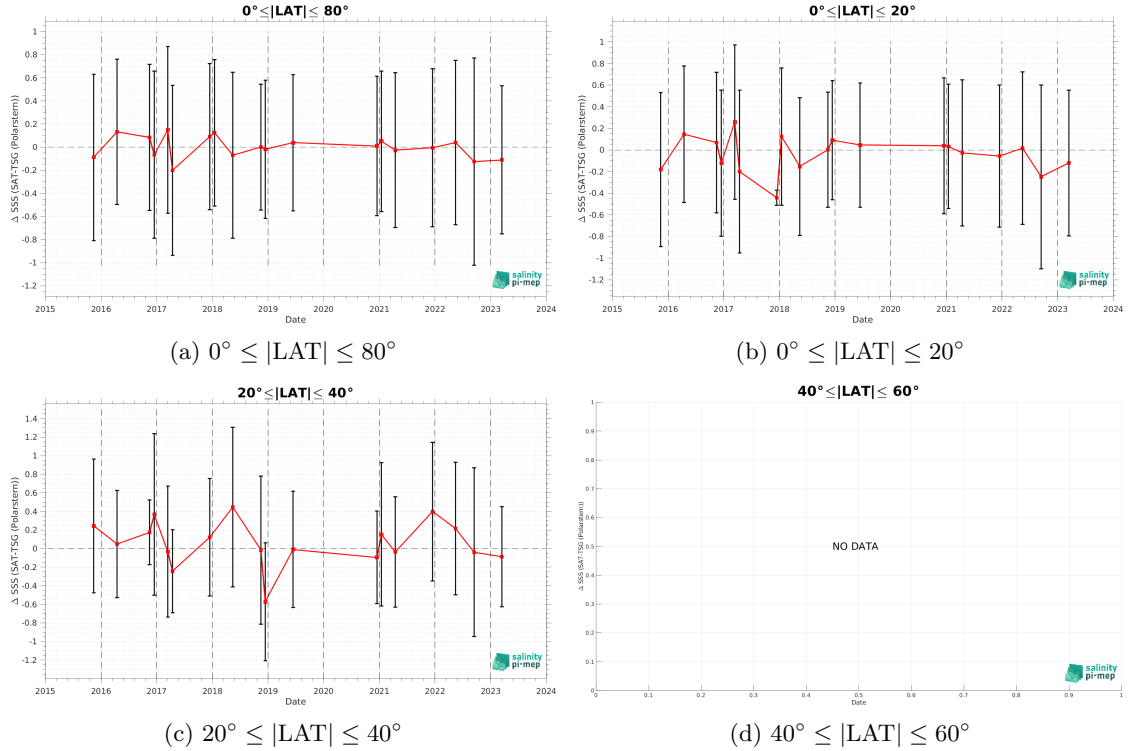 0°≤|LAT|≤ 80°
1
0.8
0.6
0.4
0.2
0
-0.2
-0.4
-0.6
-0.8
-1
-1.2
Δ SSS (SAT-TSG (Polarstern))
2015 2016 2017 2018 2019 2020 2021 2022 2023 2024
Date
salinity
pi-mep
(a) 0° ≤ |LAT| ≤ 80°
0°≤|LAT|≤ 20°
1
0.8
0.6
0.4
0.2
0
-0.2
-0.4
-0.6
-0.8
-1
-1.2
Δ SSS (SAT-TSG (Polarstern))
2015 2016 2017 2018 2019 2020 2021 2022 2023 2024
Date
salinity
pi-mep
(b) 0° ≤ |LAT| ≤ 20°
20°≤|LAT|≤ 40°
1.4
1.2
1
0.8
0.6
0.4
0.2
0
-0.2
-0.4
-0.6
-0.8
-1
-1.2
Δ SSS (SAT-TSG (Polarstern))
2015 2016 2017 2018 2019 2020 2021 2022 2023 2024
Date
salinity
pi-mep
(c) 20° ≤ |LAT| ≤ 40°
40°≤|LAT|≤ 60°
1
0.9
0.8
0.7
0.6
0.5
0.4
0.3
0.2
0.1
0
Δ SSS (SAT-TSG (Polarstern))
NO DATA
0 0.1 0.2 0.3 0.4 0.5 0.6 0.7 0.8 0.9 1
Date
salinity
pi-mep
(d) 40° ≤ |LAT| ≤ 60°